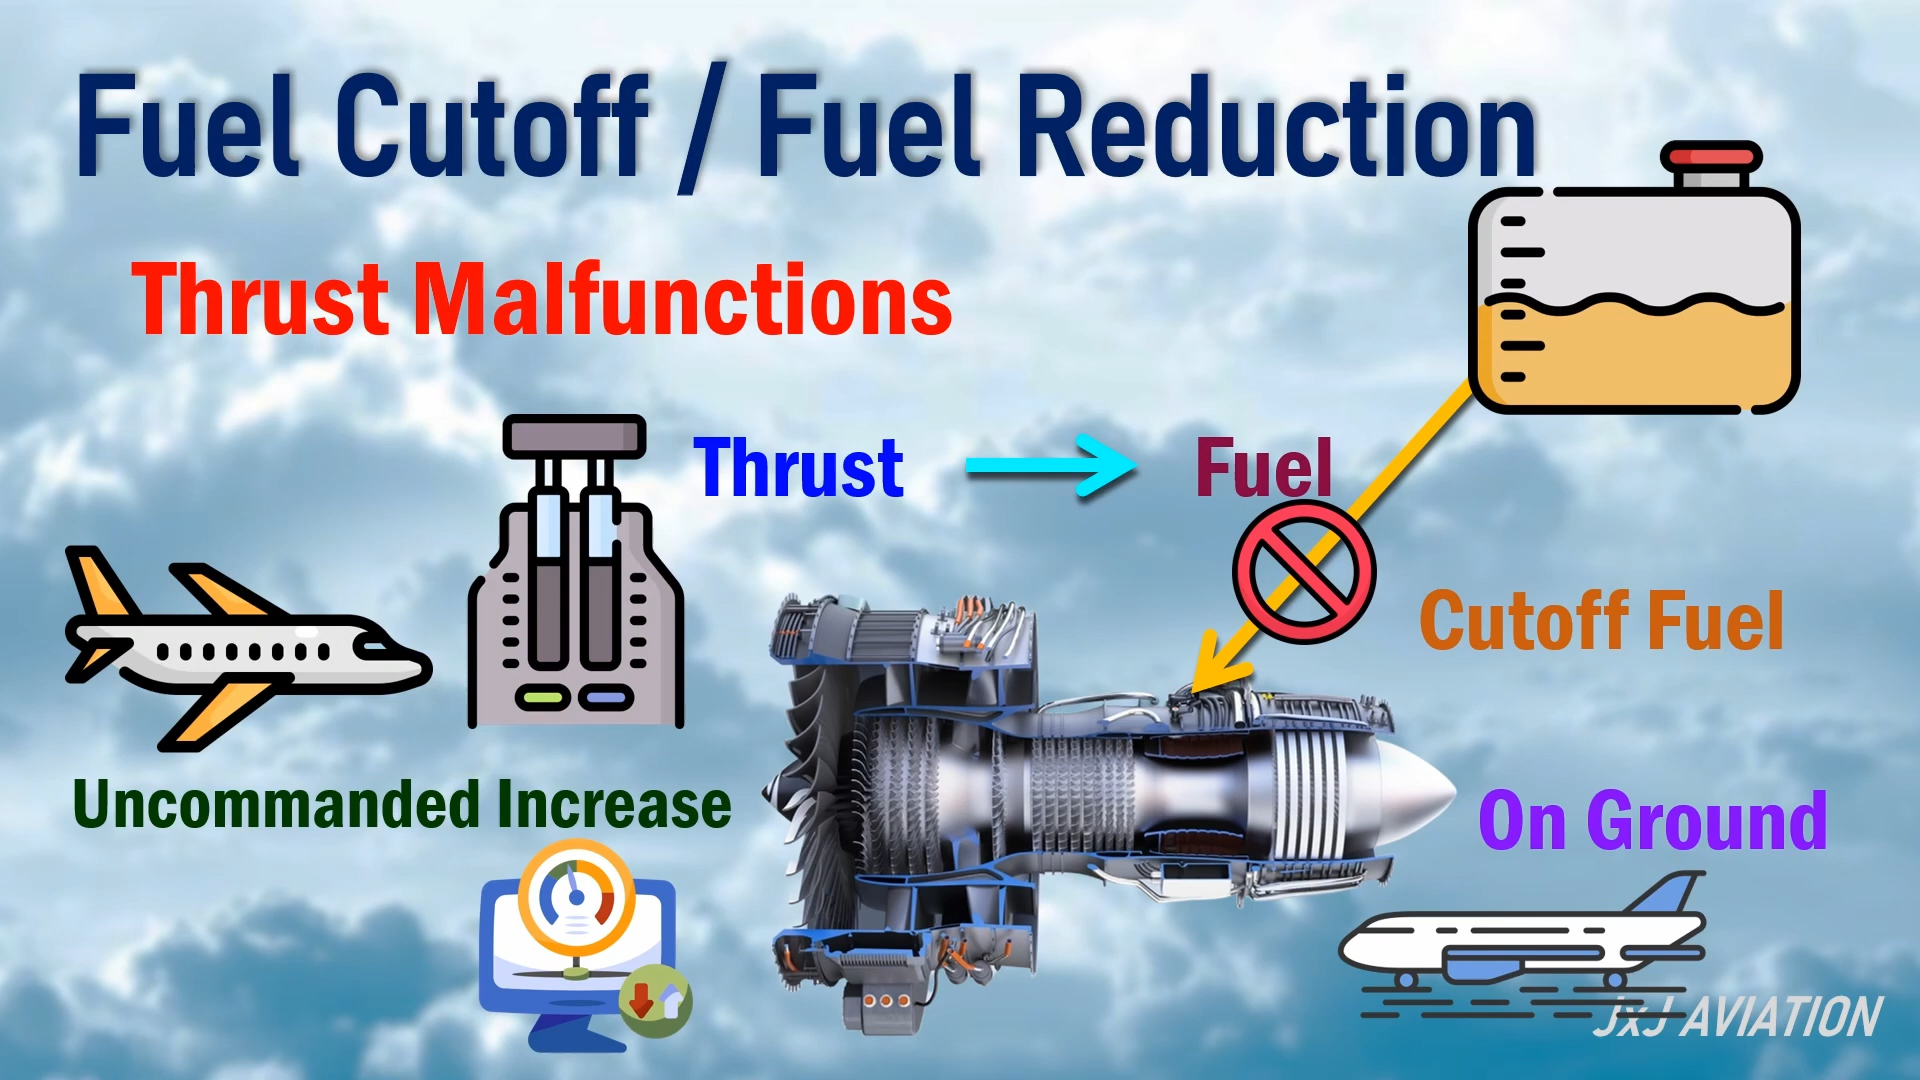 Fuel Cutoff / Fuel Reduction
Thrust Malfunctions
Thrust
Fuel
Cutoff Fuel
Uncommanded Increase
On Ground
JxJ AVIATION